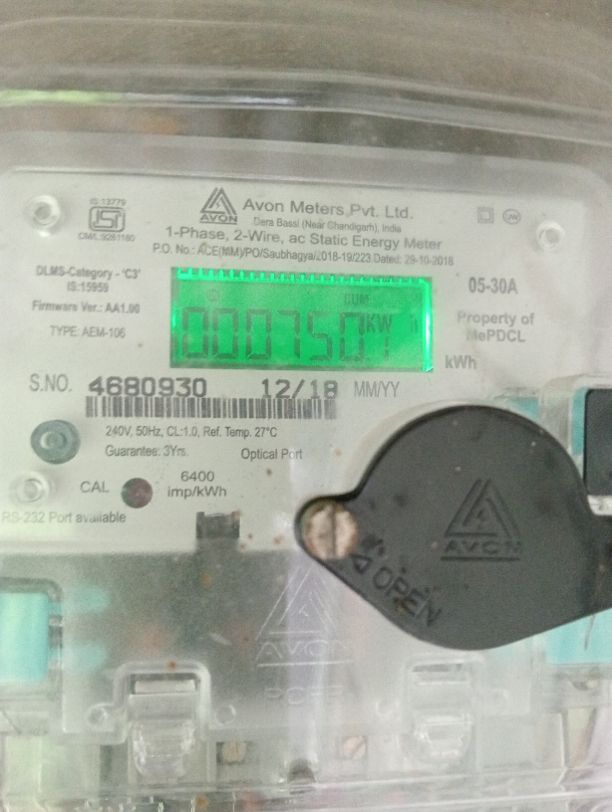 IS:13779
ISI
CM/L:9261160
AVON
Avon Meters Pvt. Ltd.
Dera Bassi (Near Chandigarh), India
1-Phase, 2-Wire, ac Static Energy Meter
P.O. No.: ACE(MM)/PO/Saubhagya/2018-19/223 Dated: 29-10-2018
DLMS-Category - 'C3'
IS:15959
Firmware Ver.: AA1.00
TYPE: AEM-106
CUM
KW
05-30A
Property of
MePDCL
kWh
S.NO. 4680930 12/18 MM/YY
240V, 50Hz, CL:1.0, Ref. Temp. 27°C
Guarantee: 3Yrs.
Optical Port
CAL
6400
imp/kWh
RS-232 Port available
AVON
OPEN
AVON